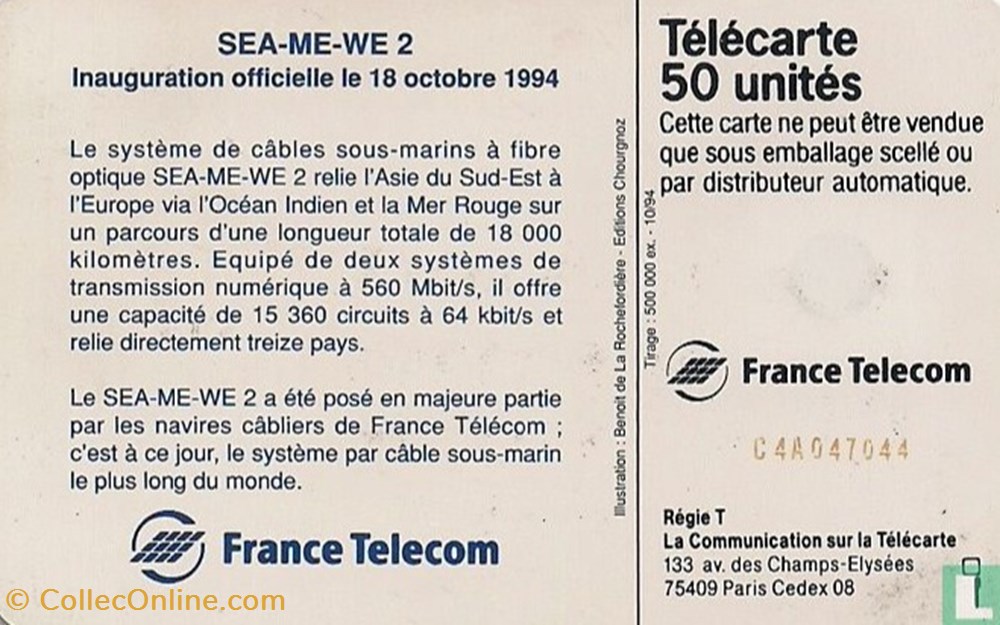 SEA-ME-WE 2
Inauguration officielle le 18 octobre 1994
Le système de câbles sous-marins à fibre
optique SEA-ME-WE 2 relie l'Asie du Sud-Est à
l'Europe via l'Océan Indien et la Mer Rouge sur
un parcours d'une longueur totale de 18 000
kilomètres. Equipé de deux systèmes de
transmission numérique à 560 Mbit/s, il offre
une capacité de 15 360 circuits à 64 kbit/s et
relie directement treize pays.
Le SEA-ME-WE 2 a été posé en majeure partie
par les navires câbliers de France Télécom ;
c'est à ce jour, le système par câble sous-marin
le plus long du monde.
France Telecom
Illustration : Benoit de La Rochefordière - Editions Chourgnoz
Tirage : 500 000 ex. - 10/94
Télécarte
50 unités
Cette carte ne peut être vendue
que sous emballage scellé ou
par distributeur automatique.
France Telecom
C4A047044
Régie T
La Communication sur la Télécarte
133 av. des Champs-Elysées
75409 Paris Cedex 08
© CollecOnline.com